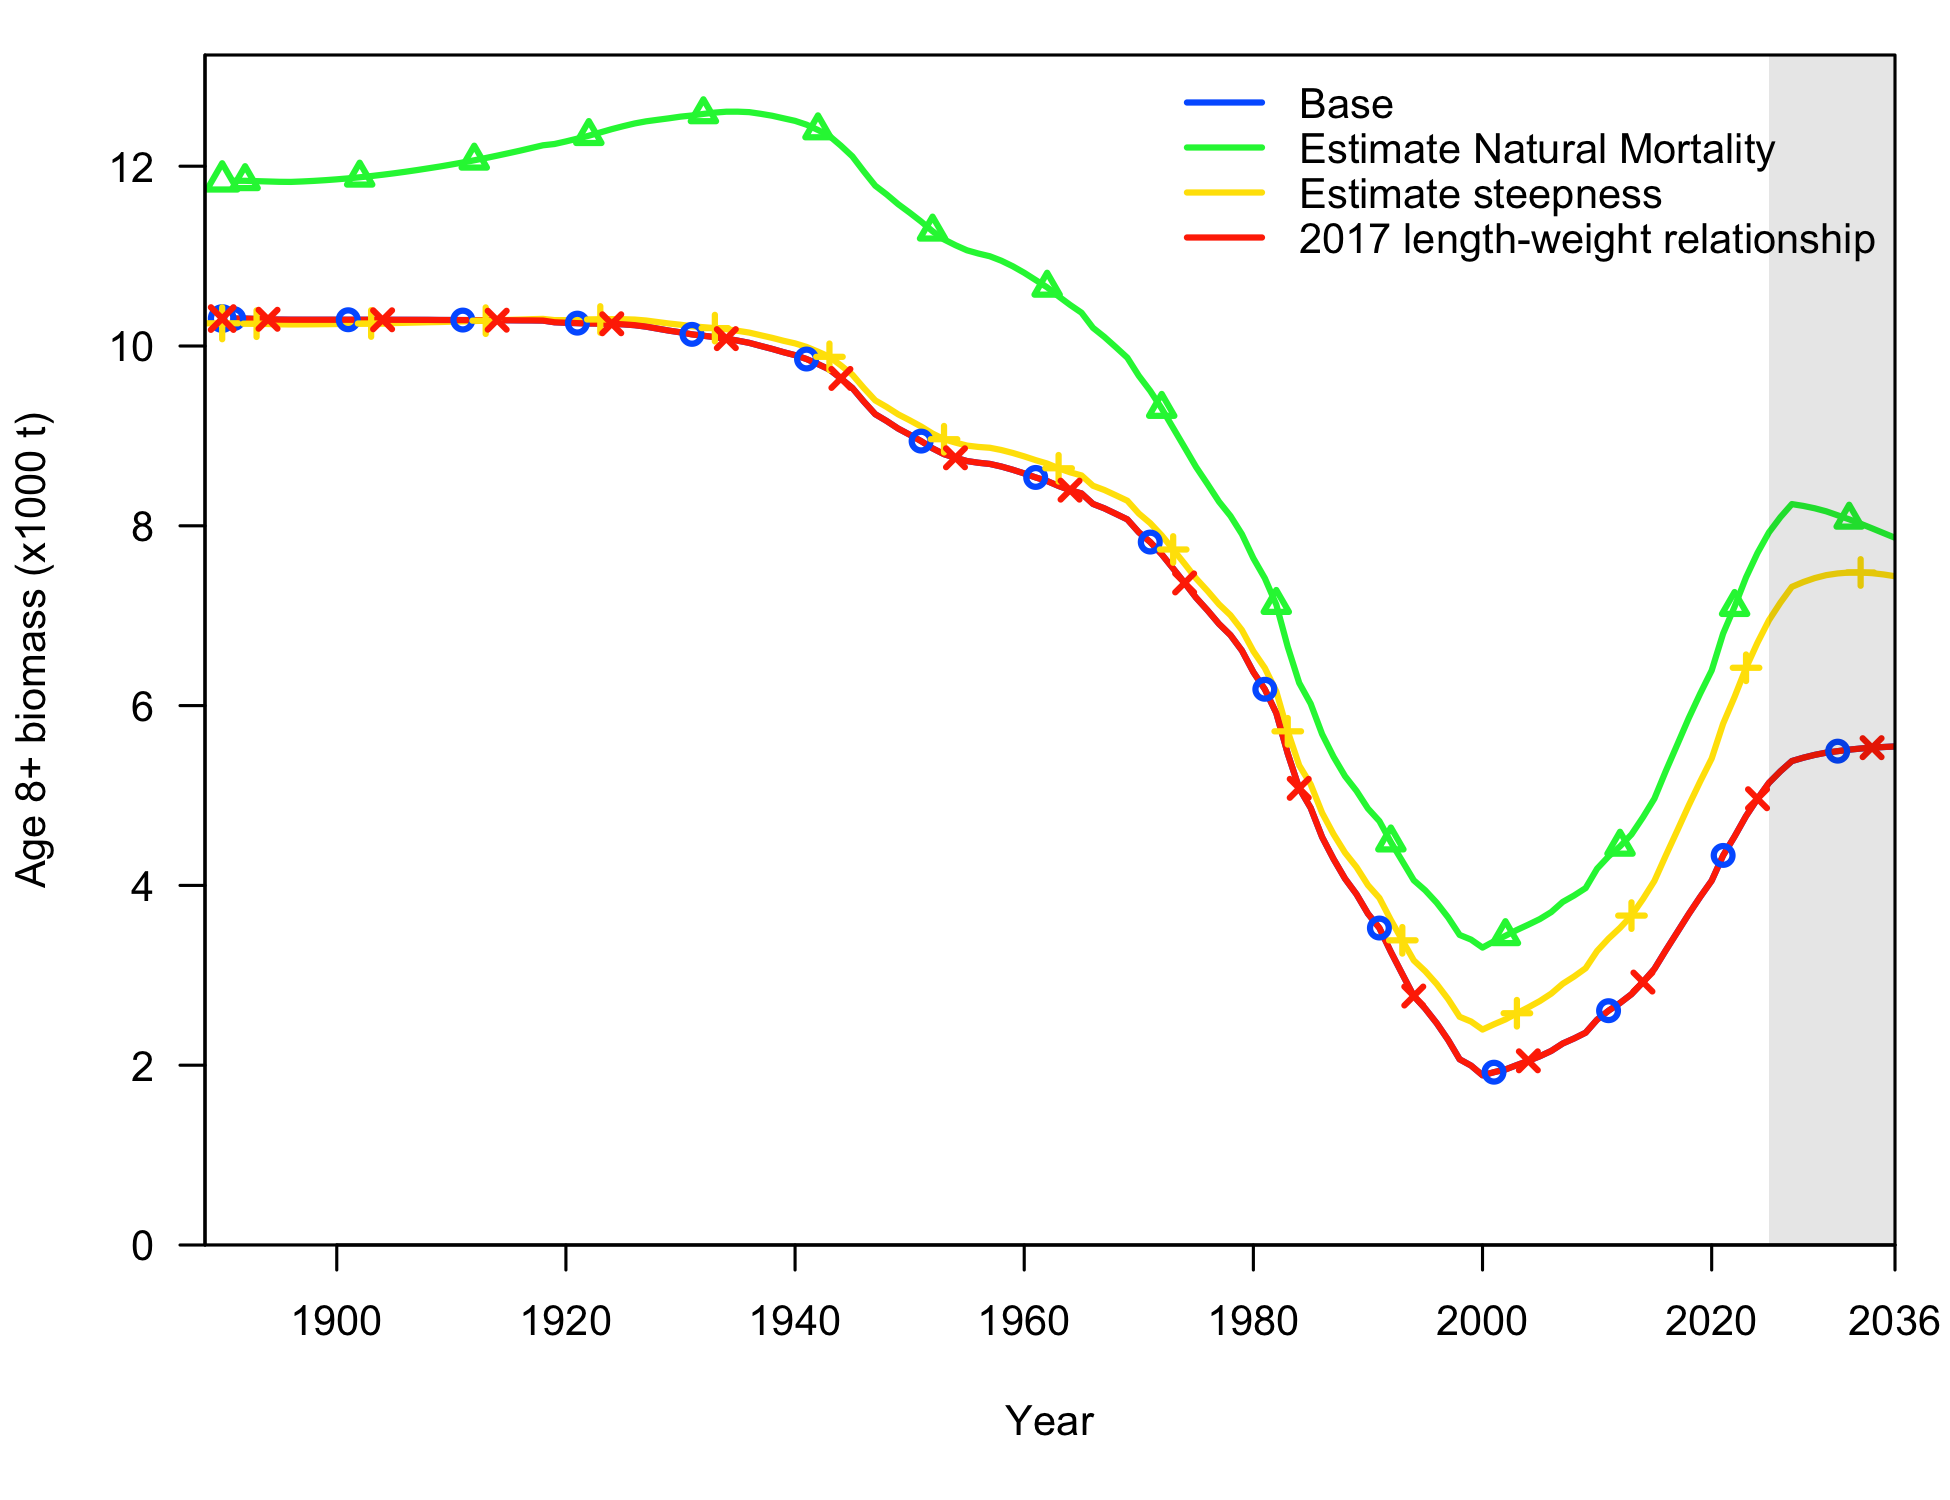 Base
Estimate Natural Mortality
Estimate steepness
2017 length-weight relationship
Age 8+ biomass (x1000 t)
12
10
8
6
4
2
0
1900 1920 1940 1960 1980 2000 2020 2036
Year